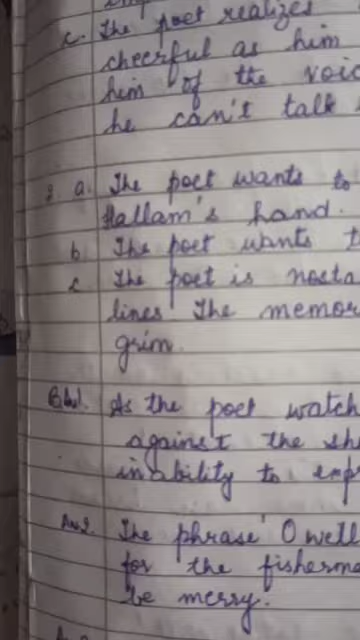 c. The poet realizes
cheerful as him
him of the voic
he can't talk
2. a. The poet wants to
Hallam's hand.
b. The poet wants t
c. The poet is nosta
lines. The memor
grim.
As the poet watch
against the sh
inability to exp
Ans 2. The phrase 'O well
for the fisherma
be merry.